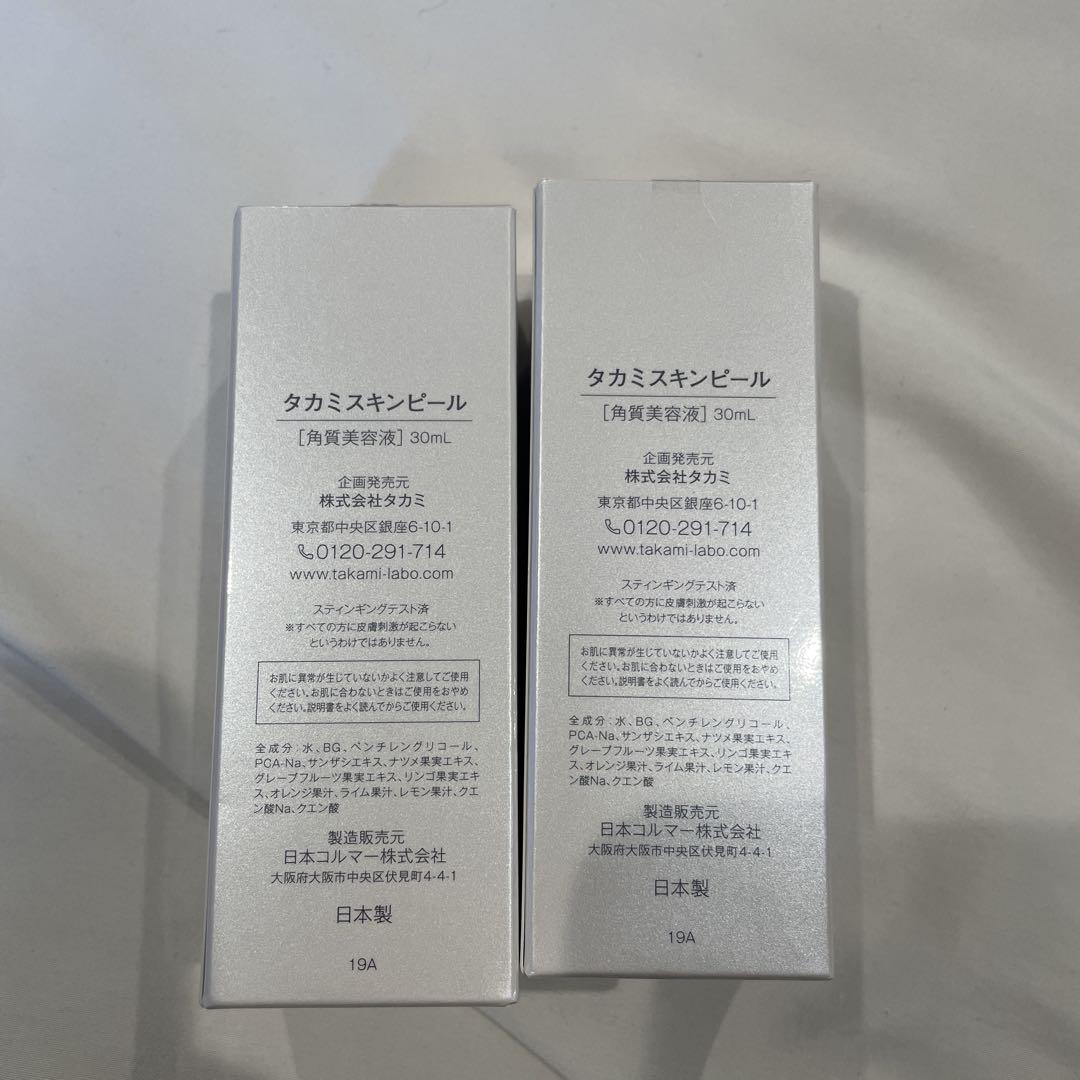 タカミスキンピール
[角質美容液] 30mL
企画発売元
株式会社タカミ
東京都中央区銀座6-10-1
0120-291-714
www.takami-labo.com
スティンギングテスト済
※すべての方に皮膚刺激が起こらない
というわけではありません。
お肌に異常が生じていないかよく注意してご使用
ください。お肌に合わないときはご使用をおやめ
ください。説明書をよく読んでからご使用ください。
全成分:水、BG、ペンチレングリコール、
PCA-Na、サンザシエキス、ナツメ果実エキス、
グレープフルーツ果実エキス、リンゴ果実エキ
ス、オレンジ果汁、ライム果汁、レモン果汁、クエ
ン酸Na、クエン酸
製造販売元
日本コルマー株式会社
大阪府大阪市中央区伏見町4-4-1
日本製
19A
タカミスキンピール
[角質美容液] 30mL
企画発売元
株式会社タカミ
東京都中央区銀座6-10-1
0120-291-714
www.takami-labo.com
スティンギングテスト済
※すべての方に皮膚刺激が起こらない
というわけではありません。
お肌に異常が生じていないかよく注意してご使用
ください。お肌に合わないときはご使用をおやめ
ください。説明書をよく読んでからご使用ください。
全成分:水、BG、ペンチレングリコール、
PCA-Na、サンザシエキス、ナツメ果実エキス、
グレープフルーツ果実エキス、リンゴ果実エキ
ス、オレンジ果汁、ライム果汁、レモン果汁、クエ
ン酸Na、クエン酸
製造販売元
日本コルマー株式会社
大阪府大阪市中央区伏見町4-4-1
日本製
19A